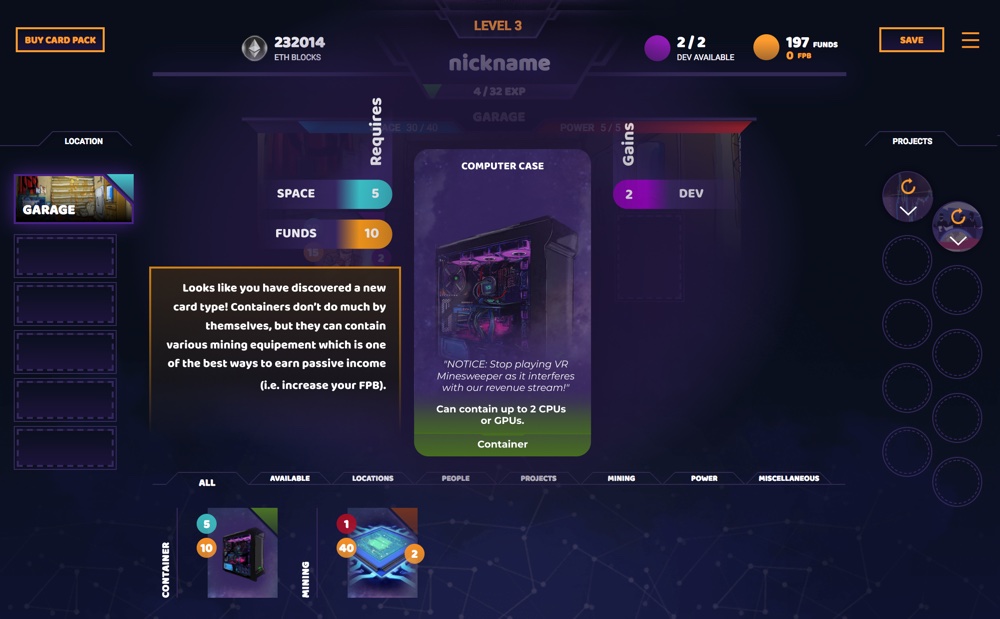 BUY CARD PACK
232014
ETH BLOCKS
LEVEL 3
nickname
4 / 32 EXP
GARAGE
2 / 2
DEV AVAILABLE
197 FUNDS
0 FPB
SAVE
LOCATION
GARAGE
PROJECTS
ACE 30 / 40
POWER 5 / 5
Requires
SPACE 5
FUNDS 10
15
2
Gains
2 DEV
COMPUTER CASE
"NOTICE: Stop playing VR
Minesweeper as it interferes
with our revenue stream!"
Can contain up to 2 CPUs
or GPUs.
Container
Looks like you have discovered a new
card type! Containers don't do much by
themselves, but they can contain
various mining equipement which is one
of the best ways to earn passive income
(i.e. increase your FPB).
ALL
AVAILABLE
LOCATIONS
PEOPLE
PROJECTS
MINING
POWER
MISCELLANEOUS
CONTAINER
5
10
MINING
1
40
2